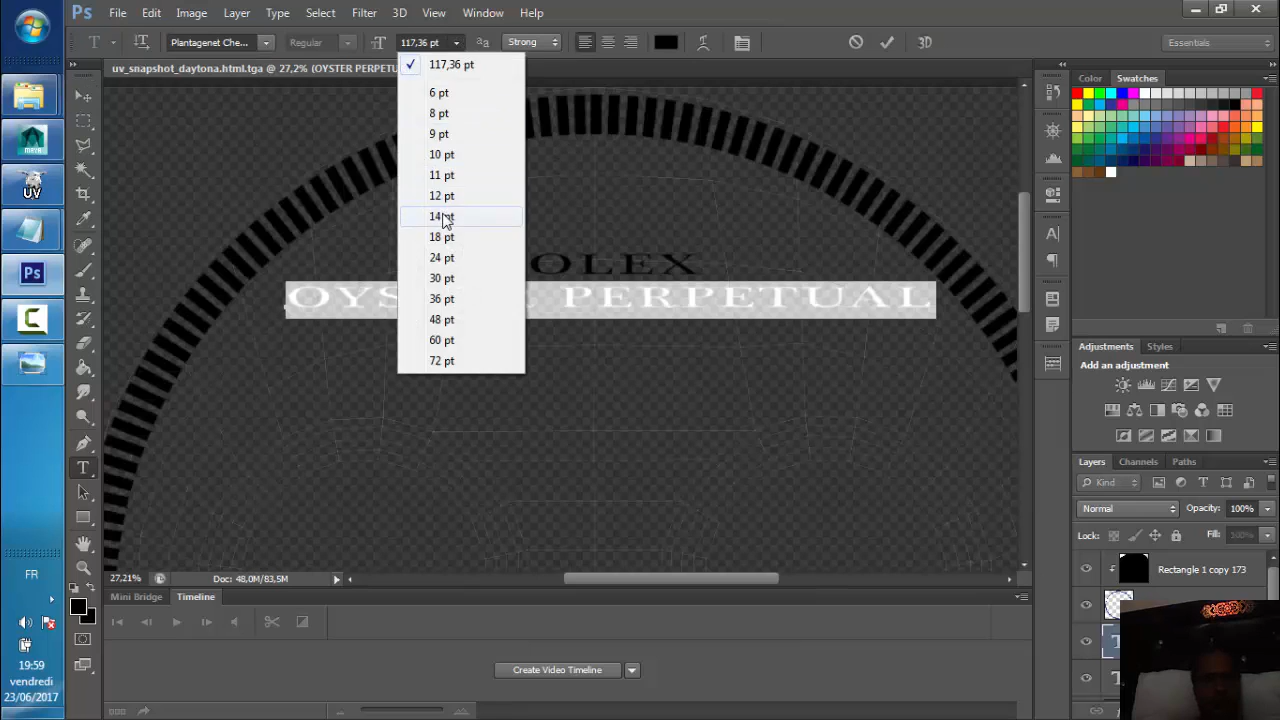 Ps File Edit Image Layer Type Select Filter 3D View Window Help
T Plantagenet Che... Regular 117,36 pt aa Strong 3D Essentials
uv_snapshot_daytona.html.tga @ 27,2% (OYSTER PERPETU
117,36 pt
6 pt
8 pt
9 pt
10 pt
11 pt
12 pt
14 pt
18 pt
24 pt
30 pt
36 pt
48 pt
60 pt
72 pt
OLEX
OYS PERPETUAL
Color Swatches
Adjustments Styles
Add an adjustment
Layers Channels Paths
Kind
Normal Opacity: 100%
Lock: Fill: 100%
Rectangle 1 copy 173
27,21% Doc: 48,0M/83,5M
Mini Bridge Timeline
Create Video Timeline
UV
Ps
FR
19:59
vendredi
23/06/2017